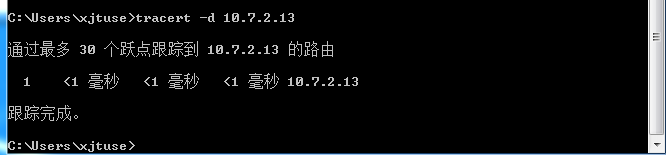 C:\Users\xjtuse>tracert -d 10.7.2.13
通过最多 30 个跃点跟踪到 10.7.2.13 的路由
1 <1 毫秒 <1 毫秒 <1 毫秒 10.7.2.13
跟踪完成。
C:\Users\xjtuse>